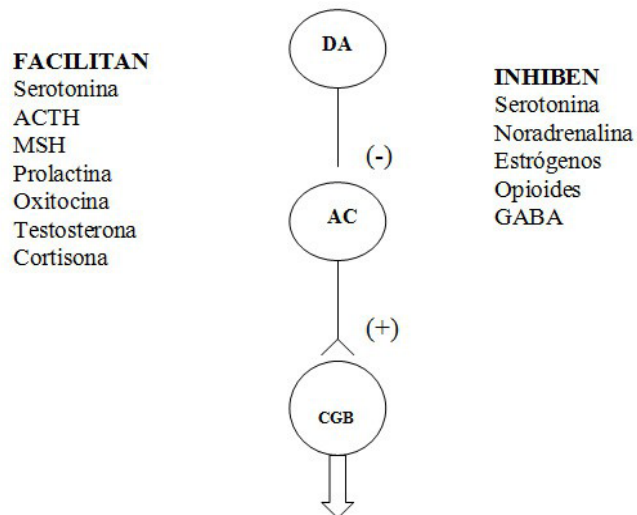 FACILITAN
Serotonina
ACTH
MSH
Prolactina
Oxitocina
Testosterona
Cortisona
DA
(-)
AC
(+)
CGB
INHIBEN
Serotonina
Noradrenalina
Estrógenos
Opioides
GABA